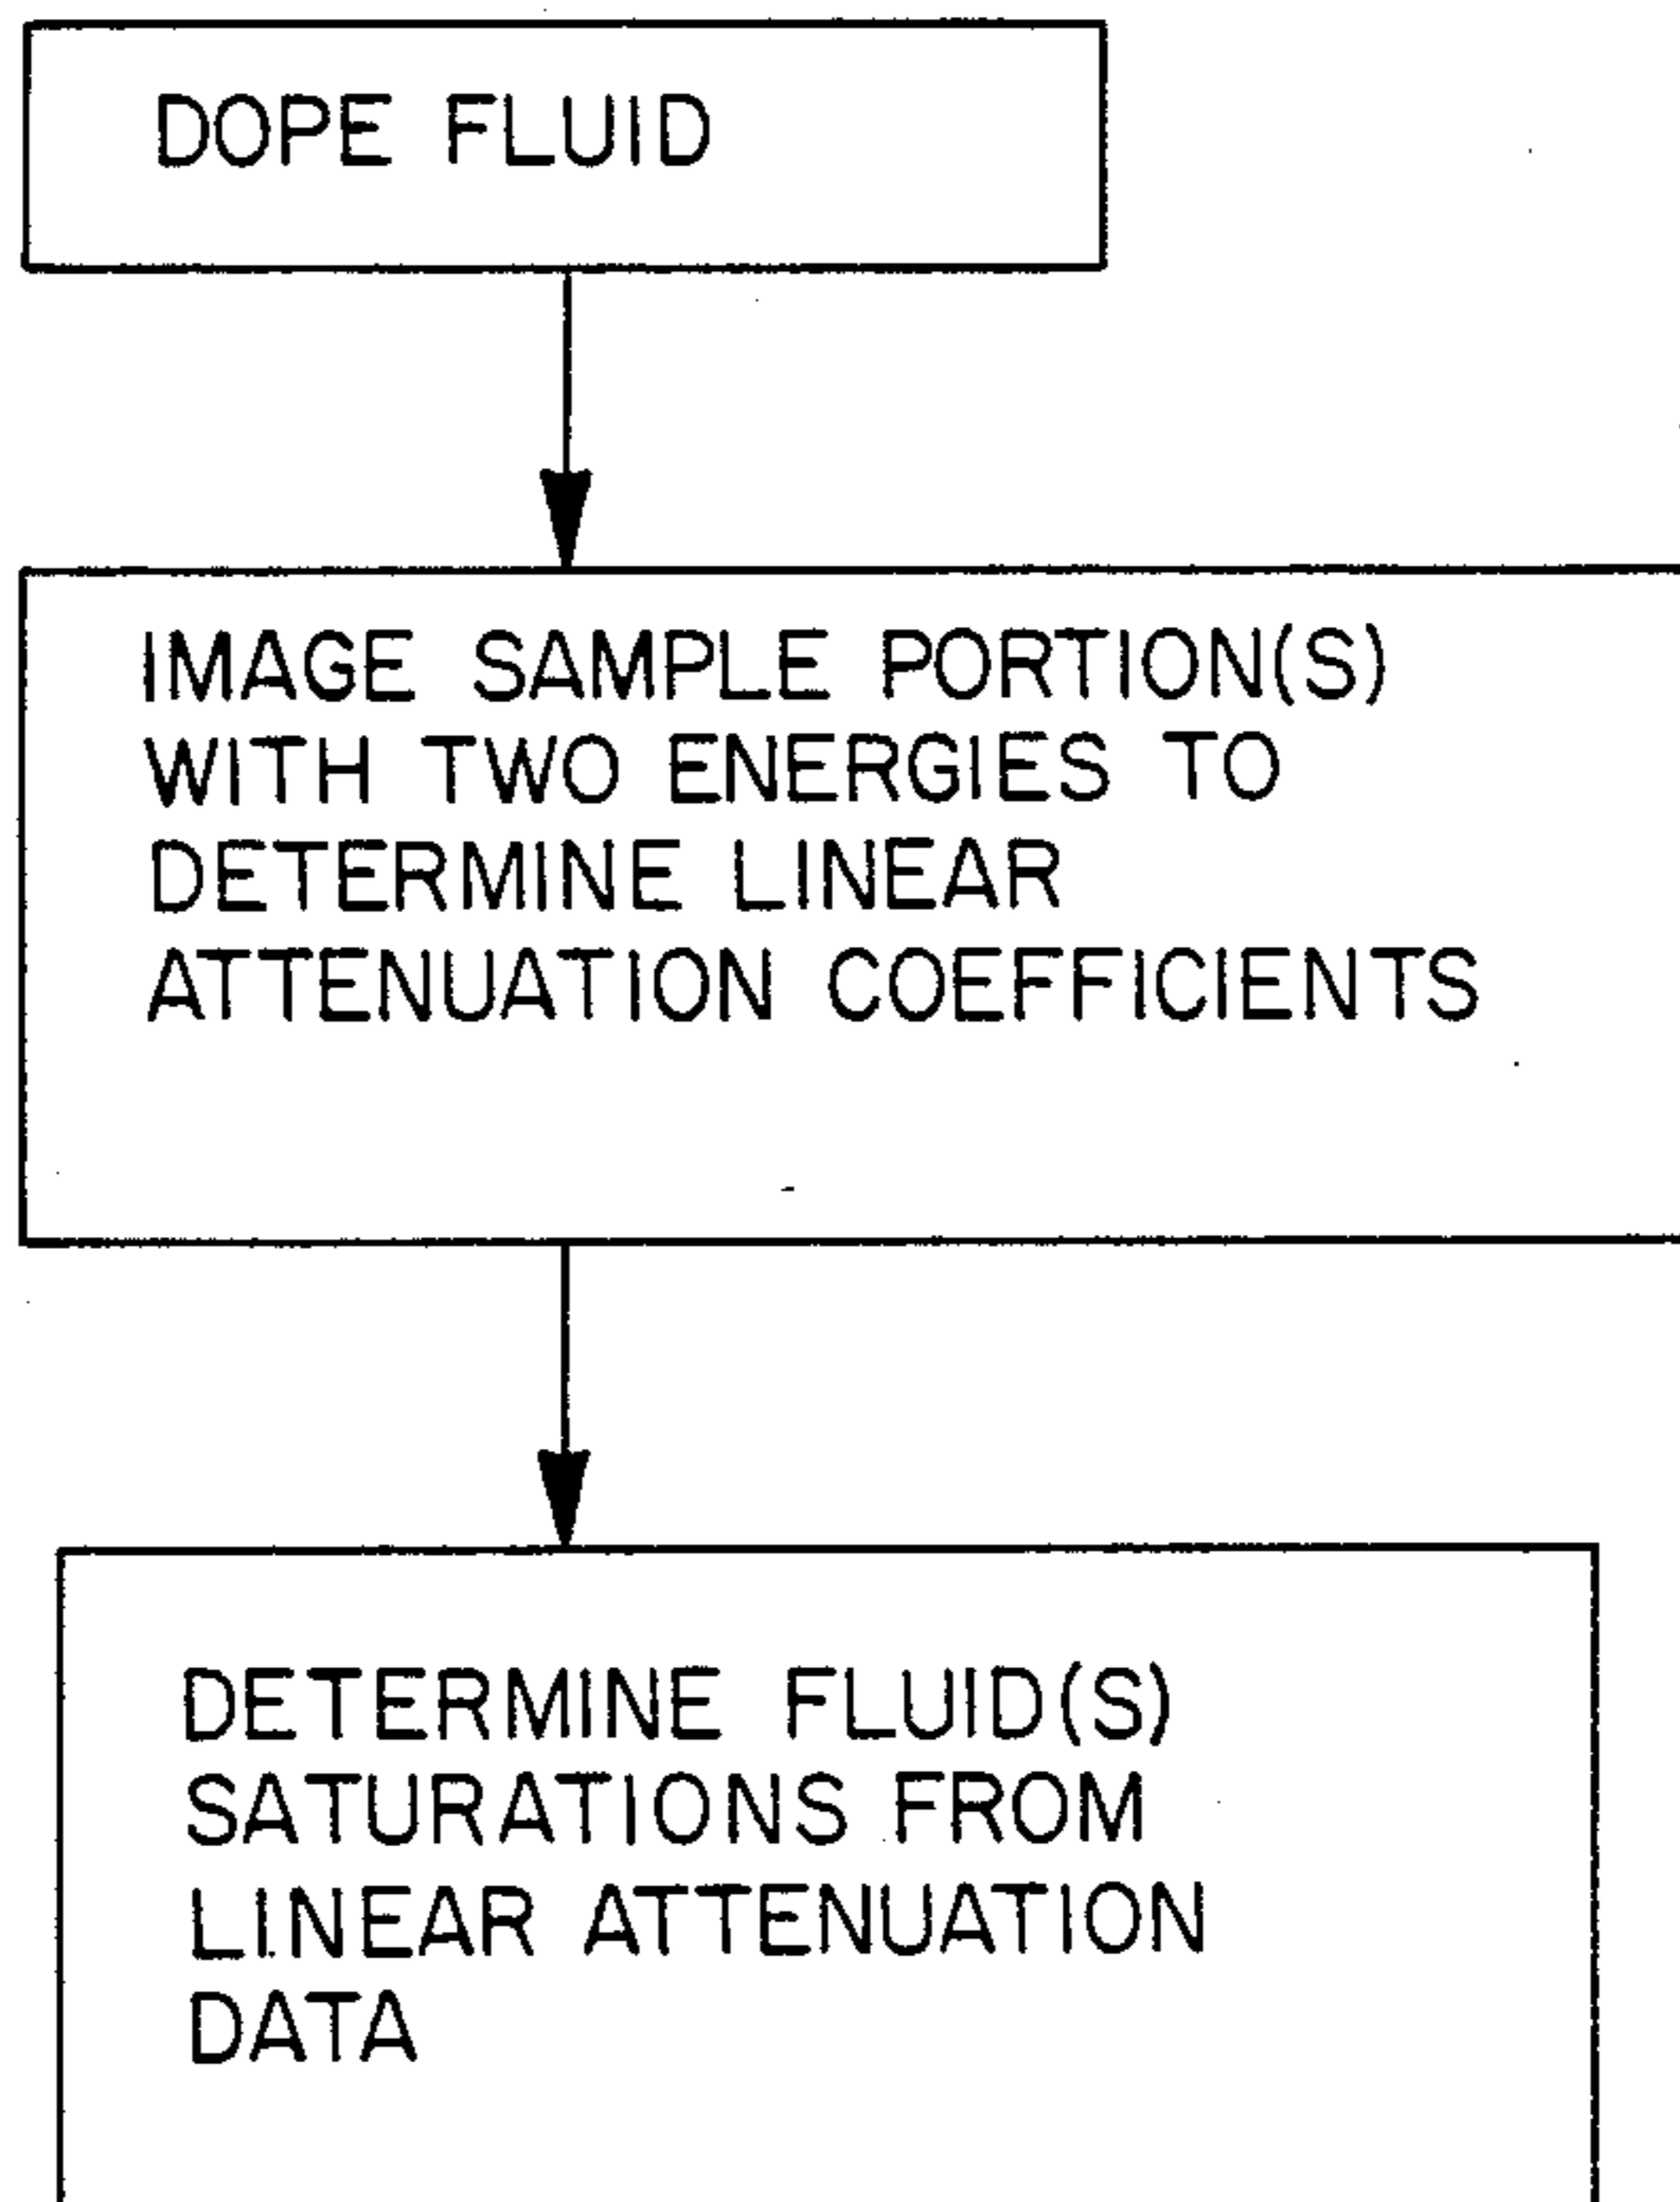 DOPE FLUID
IMAGE SAMPLE PORTION(S)
WITH TWO ENERGIES TO
DETERMINE LINEAR
ATTENUATION COEFFICIENTS
DETERMINE FLUID(S)
SATURATIONS FROM
LINEAR ATTENUATION
DATA